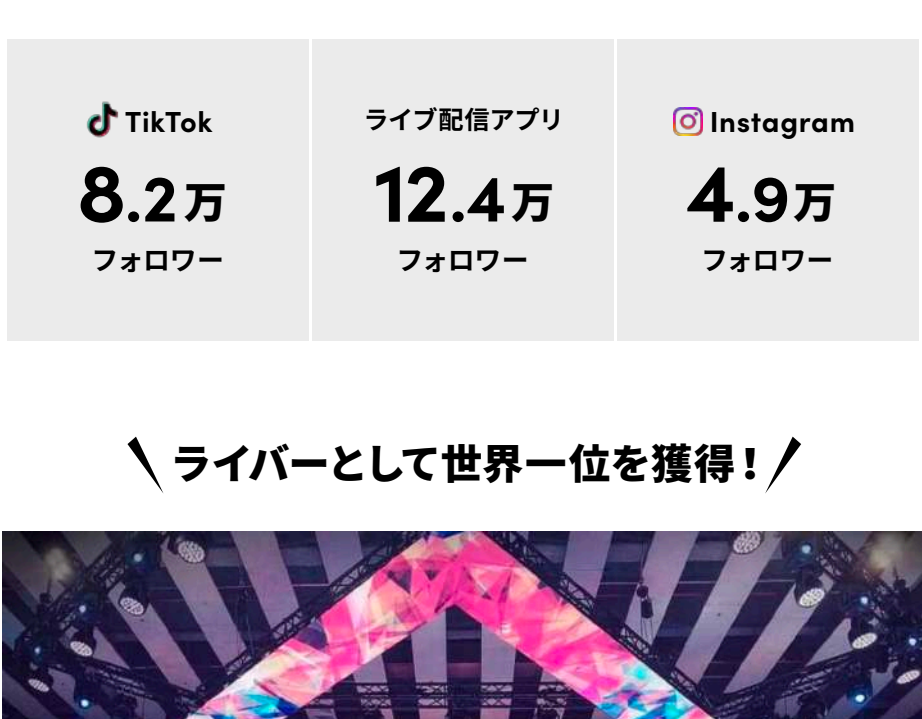 TikTok
8.2万
フォロワー
ライブ配信アプリ
12.4万
フォロワー
Instagram
4.9万
フォロワー
ライバーとして世界一位を獲得!